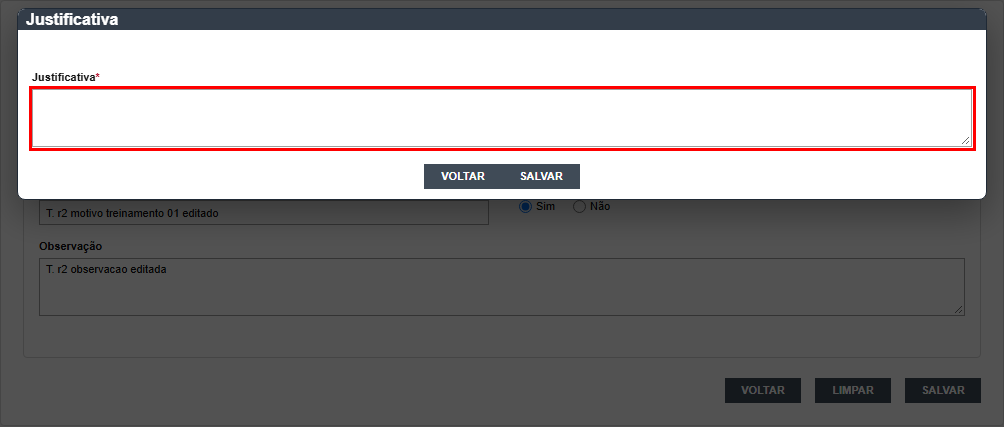 Justificativa
Justificativa*
VOLTAR SALVAR
T. r2 motivo treinamento 01 editado Sim Não
Observação
T. r2 observacao editada
VOLTAR LIMPAR SALVAR